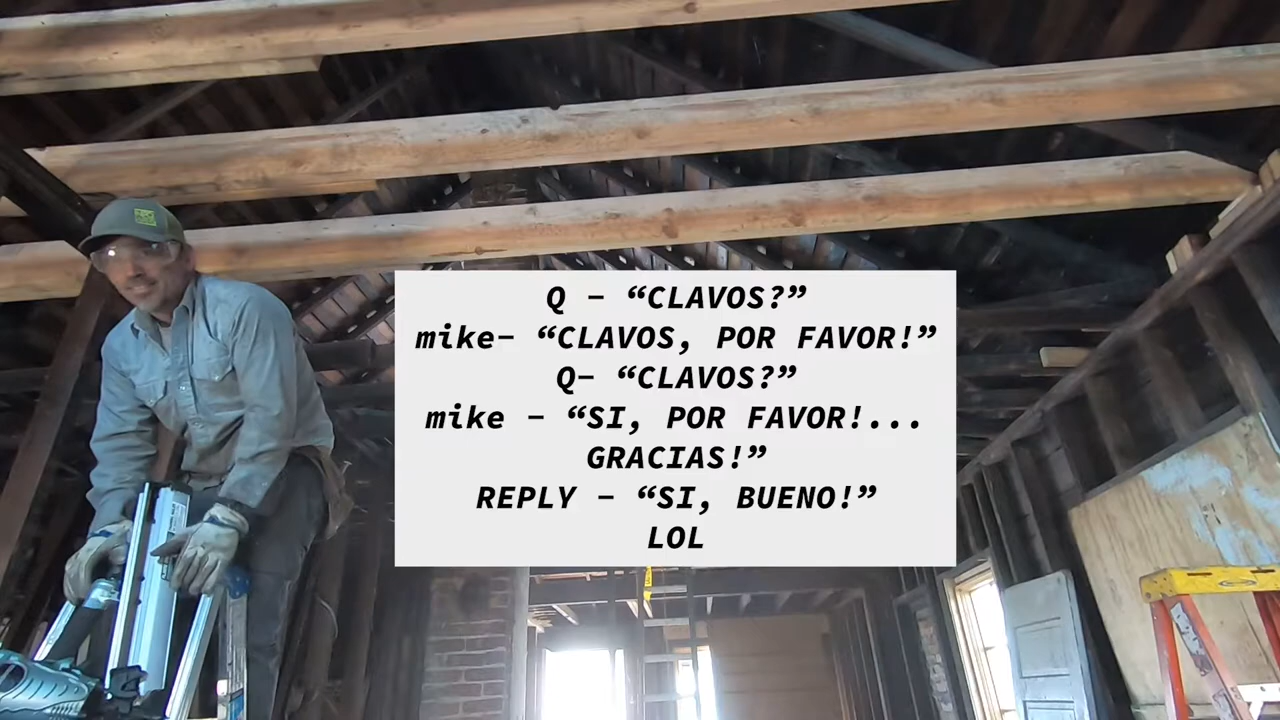 Q - “CLAVOS?”
mike- “CLAVOS, POR FAVOR!”
Q- “CLAVOS?”
mike - “SI, POR FAVOR!...
GRACIAS!”
REPLY - “SI, BUENO!”
LOL